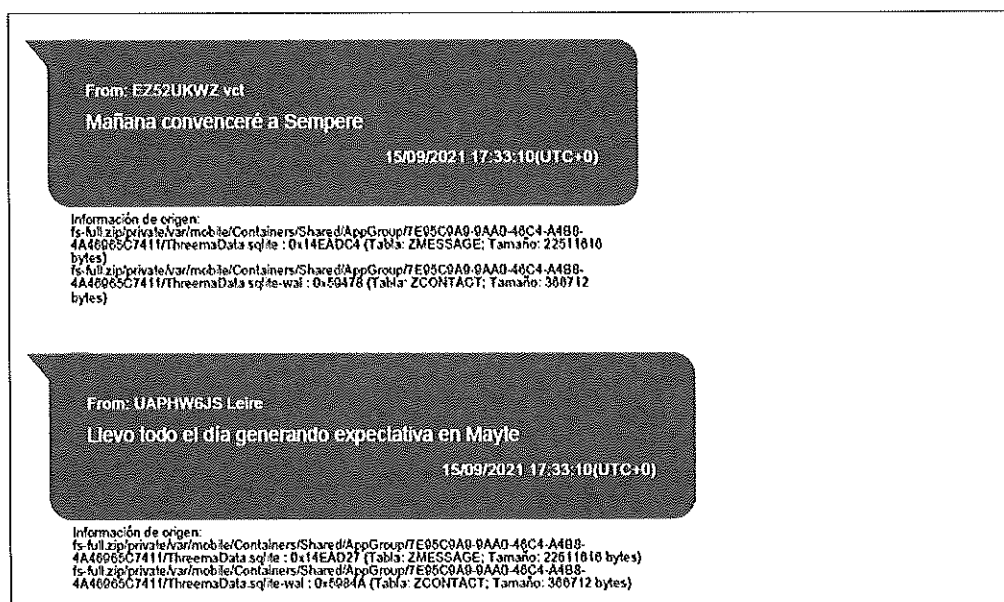 From: EZ52UKWZ vct
Mañana convenceré a Sempere
15/09/2021 17:33:10(UTC+0)
Información de origen:
fs-full.zip/private/var/mobile/Containers/Shared/AppGroup/7E95C9A9-9AA0-46C4-A4B8-
4A46965C7411/ThreemaData.sqlite : 0x14EADC4 (Tabla: ZMESSAGE; Tamaño: 22511616
bytes)
fs-full.zip/private/var/mobile/Containers/Shared/AppGroup/7E95C9A9-9AA0-46C4-A4B8-
4A46965C7411/ThreemaData.sqlite-wal : 0x59478 (Tabla: ZCONTACT; Tamaño: 366712
bytes)
From: UAPHW6JS Leire
Llevo todo el día generando expectativa en Mayte
15/09/2021 17:33:10(UTC+0)
Información de origen:
fs-full.zip/private/var/mobile/Containers/Shared/AppGroup/7E95C9A9-9AA0-46C4-A4B8-
4A46965C7411/ThreemaData.sqlite : 0x14EAD27 (Tabla: ZMESSAGE; Tamaño: 22511616 bytes)
fs-full.zip/private/var/mobile/Containers/Shared/AppGroup/7E95C9A9-9AA0-46C4-A4B8-
4A46965C7411/ThreemaData.sqlite-wal : 0x5984A (Tabla: ZCONTACT; Tamaño: 366712 bytes)